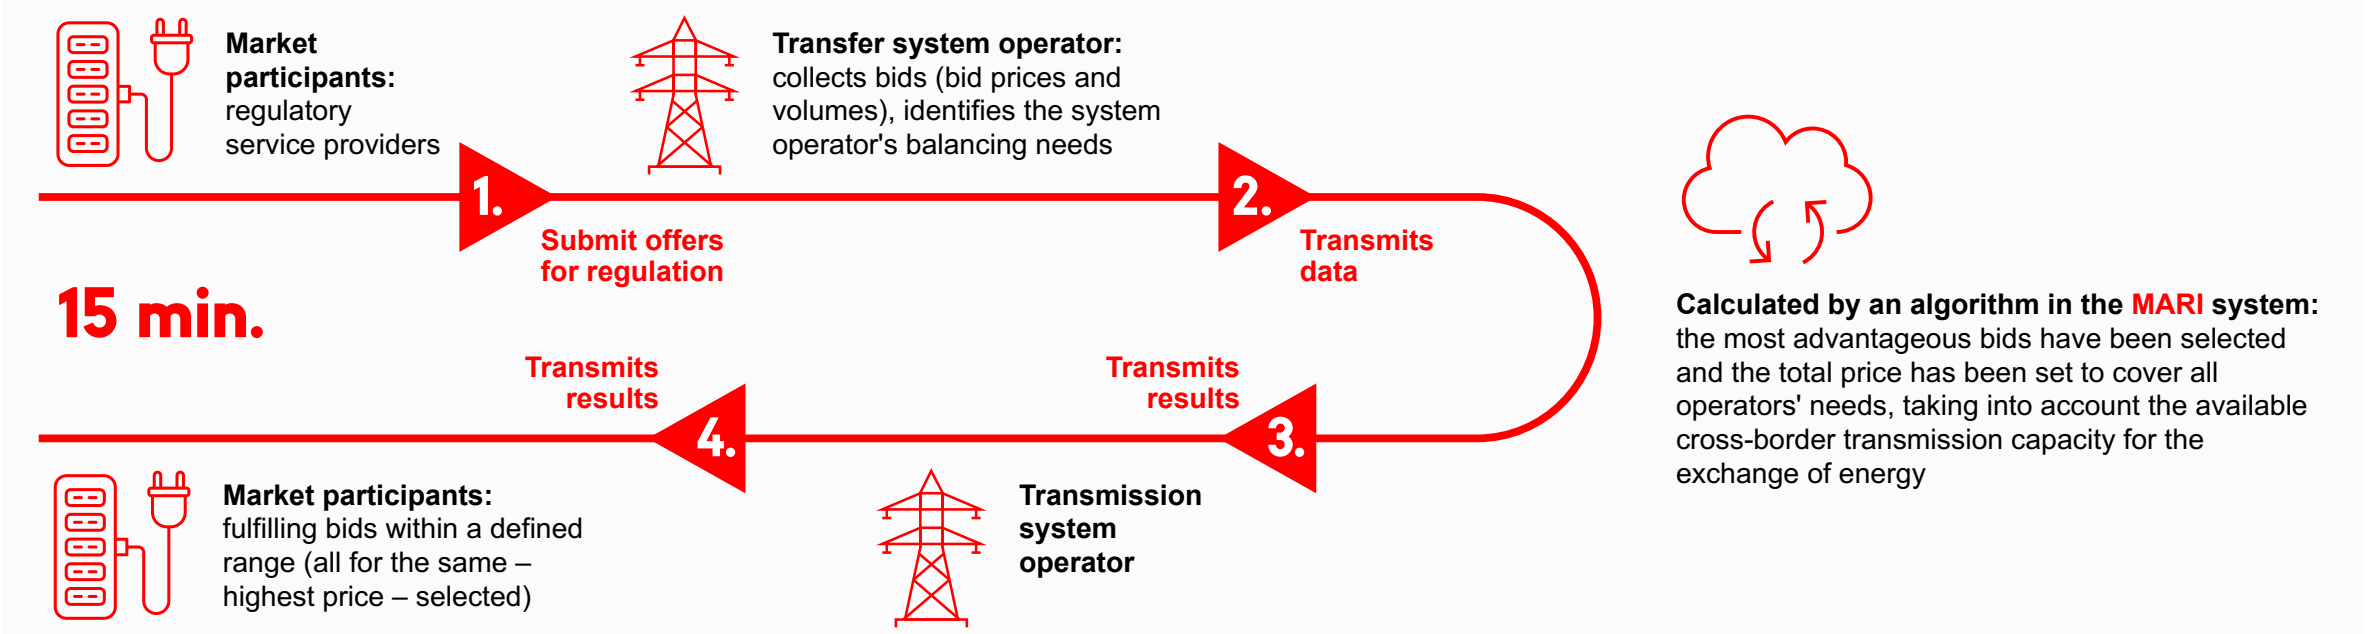 Market
participants:
regulatory
service providers
Transfer system operator:
collects bids (bid prices and
volumes), identifies the system
operator's balancing needs
1.
Submit offers
for regulation
2.
Transmits
data
15 min.
Calculated by an algorithm in the MARI system:
the most advantageous bids have been selected
and the total price has been set to cover all
operators' needs, taking into account the available
cross-border transmission capacity for the
exchange of energy
Transmits
results
3.
Transmission
system
operator
Transmits
results
4.
Market participants:
fulfilling bids within a defined
range (all for the same –
highest price – selected)